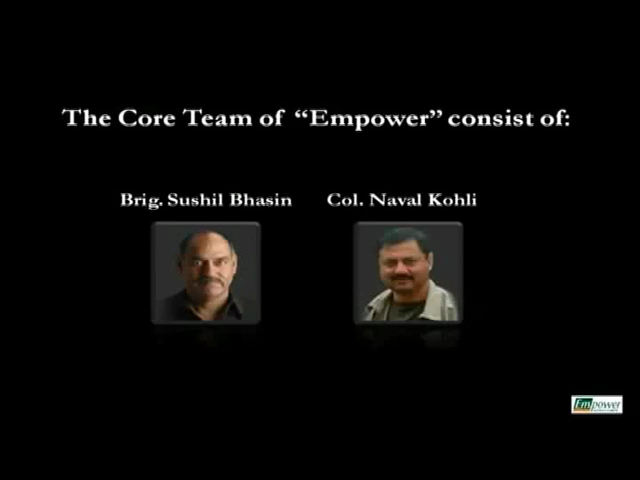 The Core Team of “Empower” consist of:
Brig. Sushil Bhasin Col. Naval Kohli
Empower